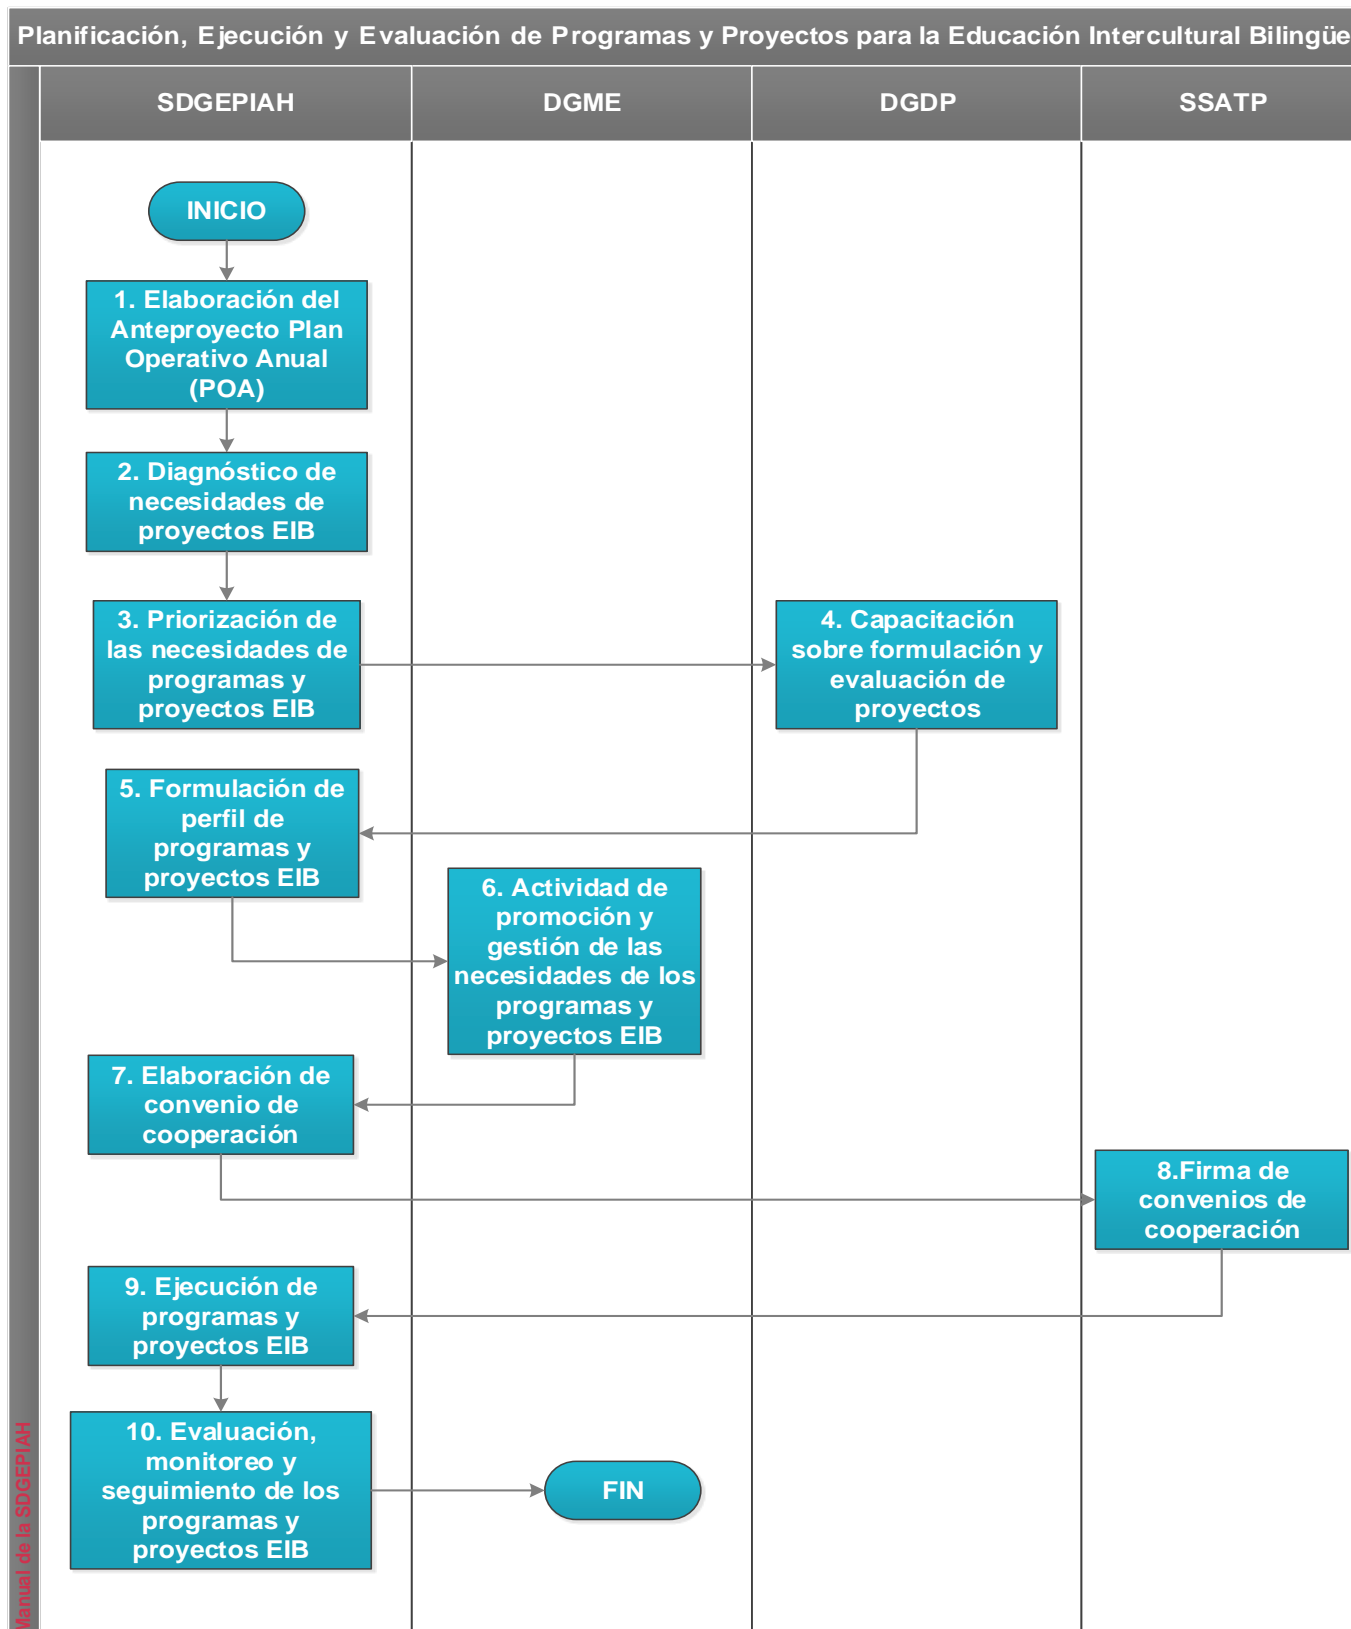 Planificación, Ejecución y Evaluación de Programas y Proyectos para la Educación Intercultural Bilingüe
SDGEPIAH
DGME
DGDP
SSATP
INICIO
1. Elaboración del
Anteproyecto Plan
Operativo Anual
(POA)
2. Diagnóstico de
necesidades de
proyectos EIB
3. Priorización de
las necesidades de
programas y
proyectos EIB
4. Capacitación
sobre formulación y
evaluación de
proyectos
5. Formulación de
perfil de
programas y
proyectos EIB
6. Actividad de
promoción y
gestión de las
necesidades de los
programas y
proyectos EIB
7. Elaboración de
convenio de
cooperación
8.Firma de
convenios de
cooperación
9. Ejecución de
programas y
proyectos EIB
10. Evaluación,
monitoreo y
seguimiento de los
programas y
proyectos EIB
FIN
Manual de la SDGEPIAH